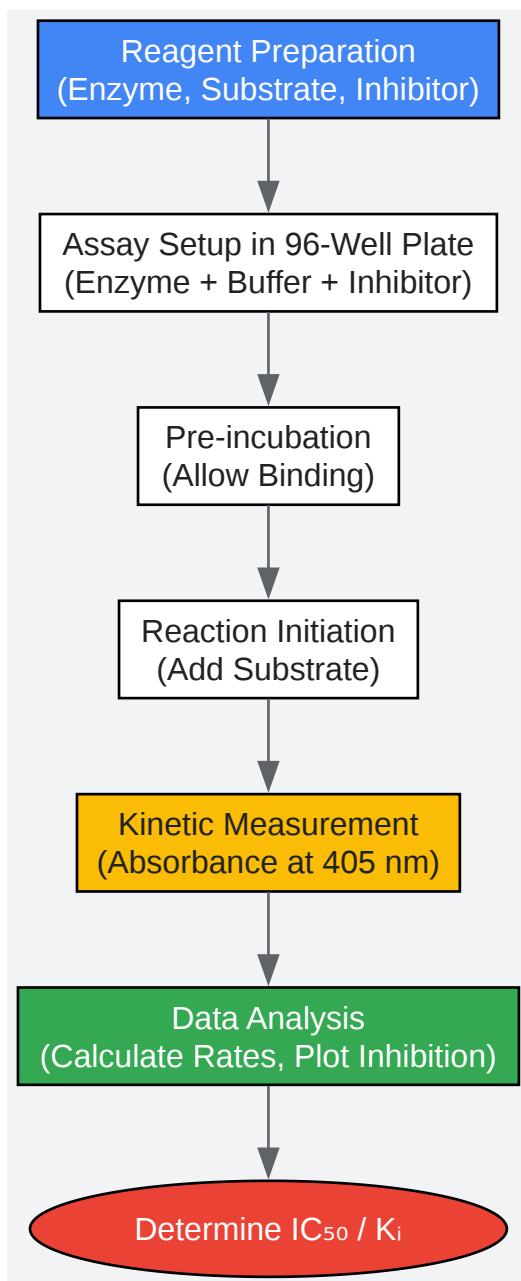 Reagent Preparation
(Enzyme, Substrate, Inhibitor)
Assay Setup in 96-Well Plate
(Enzyme + Buffer + Inhibitor)
Pre-incubation
(Allow Binding)
Reaction Initiation
(Add Substrate)
Kinetic Measurement
(Absorbance at 405 nm)
Data Analysis
(Calculate Rates, Plot Inhibition)
Determine IC₅₀ / Kᵢ